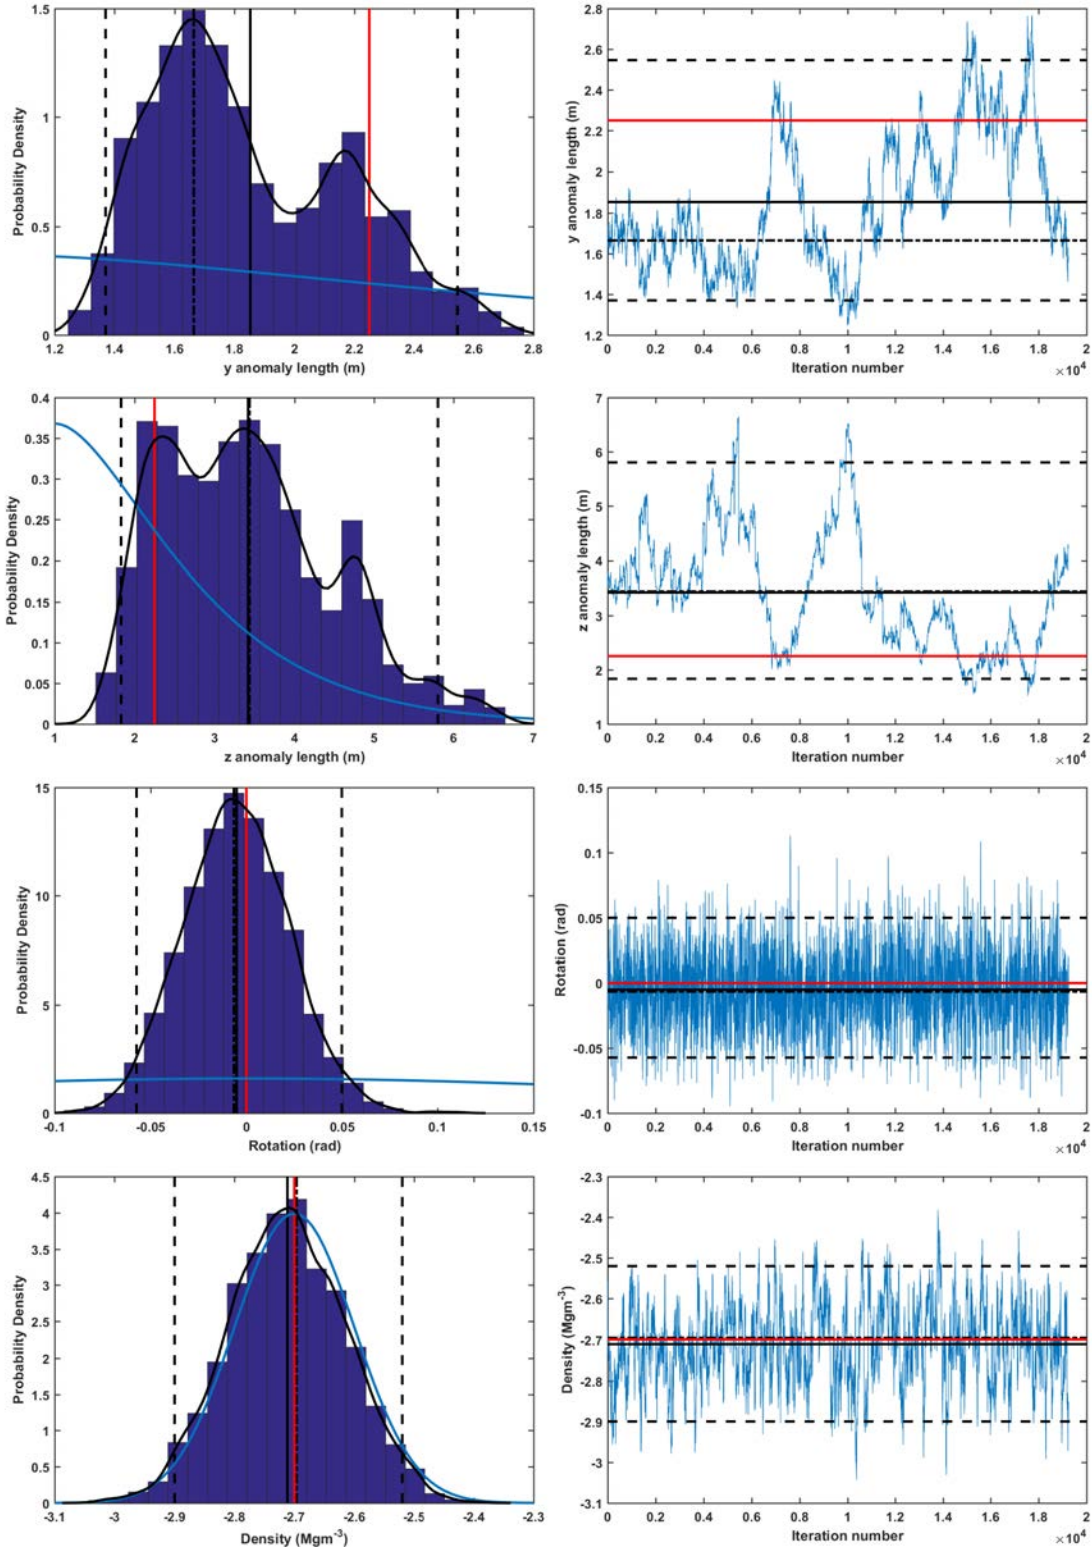 1.5
1
0.5
0
Probability Density
1.2 1.4 1.6 1.8 2 2.2 2.4 2.6 2.8
y anomaly length (m)
2.8
2.6
2.4
2.2
2
1.8
1.6
1.4
1.2
y anomaly length (m)
0 0.2 0.4 0.6 0.8 1 1.2 1.4 1.6 1.8 2
Iteration number
×10⁴
0.4
0.35
0.3
0.25
0.2
0.15
0.1
0.05
0
Probability Density
1 2 3 4 5 6 7
z anomaly length (m)
7
6
5
4
3
2
1
z anomaly length (m)
0 0.2 0.4 0.6 0.8 1 1.2 1.4 1.6 1.8 2
Iteration number
×10⁴
15
10
5
0
Probability Density
-0.1 -0.05 0 0.05 0.1 0.15
Rotation (rad)
0.15
0.1
0.05
0
-0.05
-0.1
Rotation (rad)
0 0.2 0.4 0.6 0.8 1 1.2 1.4 1.6 1.8 2
Iteration number
×10⁴
4.5
4
3.5
3
2.5
2
1.5
1
0.5
0
Probability Density
-3.1 -3 -2.9 -2.8 -2.7 -2.6 -2.5 -2.4 -2.3
Density (Mgm⁻³)
-2.3
-2.4
-2.5
-2.6
-2.7
-2.8
-2.9
-3
-3.1
Density (Mgm⁻³)
0 0.2 0.4 0.6 0.8 1 1.2 1.4 1.6 1.8 2
Iteration number
×10⁴